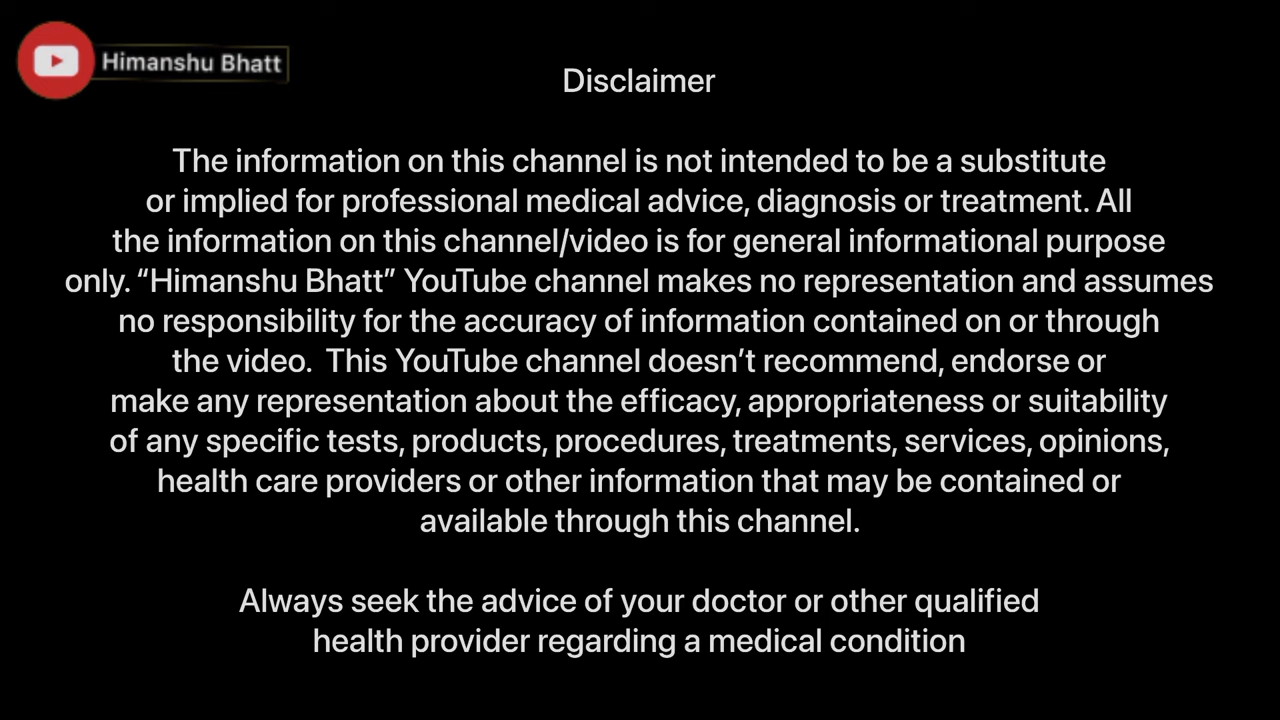 Himanshu Bhatt
Disclaimer
The information on this channel is not intended to be a substitute
or implied for professional medical advice, diagnosis or treatment. All
the information on this channel/video is for general informational purpose
only. “Himanshu Bhatt” YouTube channel makes no representation and assumes
no responsibility for the accuracy of information contained on or through
the video.  This YouTube channel doesn’t recommend, endorse or
make any representation about the efficacy, appropriateness or suitability
of any specific tests, products, procedures, treatments, services, opinions,
health care providers or other information that may be contained or
available through this channel.
Always seek the advice of your doctor or other qualified
health provider regarding a medical condition